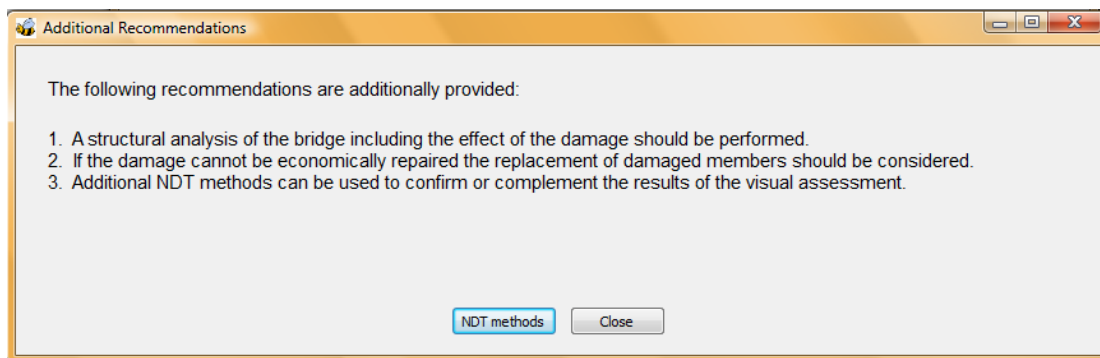 Additional Recommendations
The following recommendations are additionally provided:
1. A structural analysis of the bridge including the effect of the damage should be performed.
2. If the damage cannot be economically repaired the replacement of damaged members should be considered.
3. Additional NDT methods can be used to confirm or complement the results of the visual assessment.
NDT methods Close